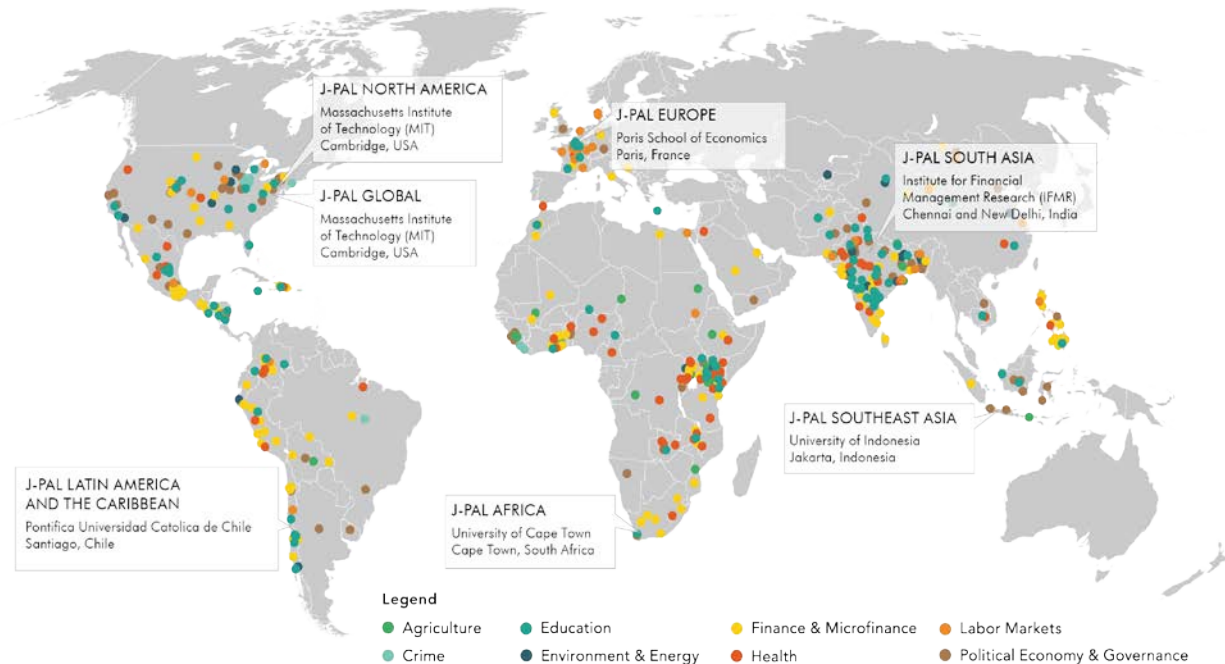 J-PAL NORTH AMERICA
Massachusetts Institute
of Technology (MIT)
Cambridge, USA
J-PAL GLOBAL
Massachusetts Institute
of Technology (MIT)
Cambridge, USA
J-PAL EUROPE
Paris School of Economics
Paris, France
J-PAL SOUTH ASIA
Institute for Financial
Management Research (IFMR)
Chennai and New Delhi, India
J-PAL SOUTHEAST ASIA
University of Indonesia
Jakarta, Indonesia
J-PAL LATIN AMERICA
AND THE CARIBBEAN
Pontifica Universidad Catolica de Chile
Santiago, Chile
J-PAL AFRICA
University of Cape Town
Cape Town, South Africa
Legend
Agriculture
Education
Finance & Microfinance
Labor Markets
Crime
Environment & Energy
Health
Political Economy & Governance